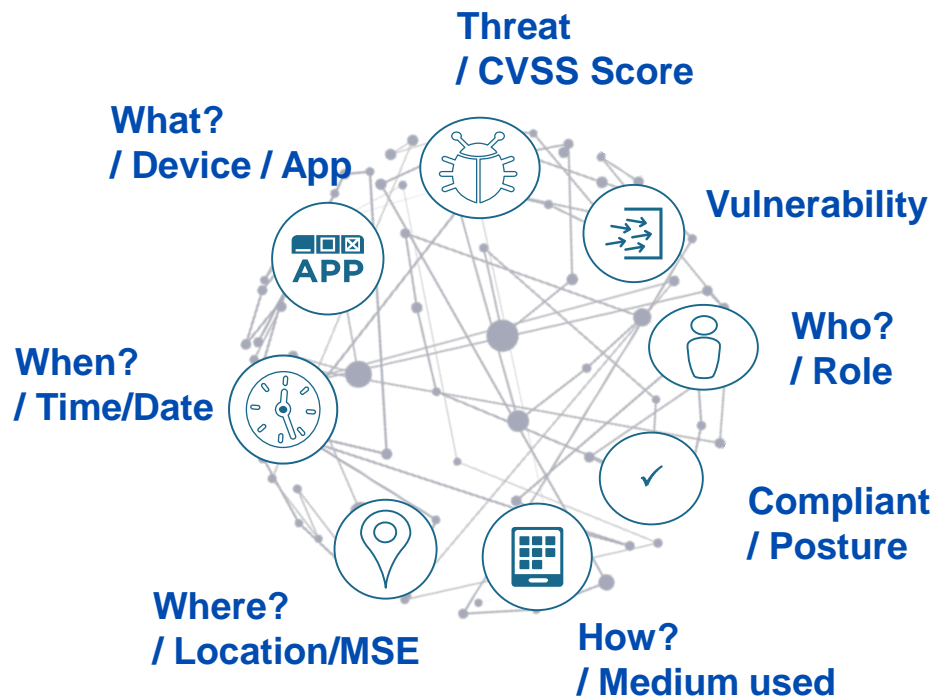 Threat
/ CVSS Score
What?
/ Device / App
Vulnerability
APP
Who?
/ Role
When?
/ Time/Date
Compliant
/ Posture
Where?
/ Location/MSE
How?
/ Medium used